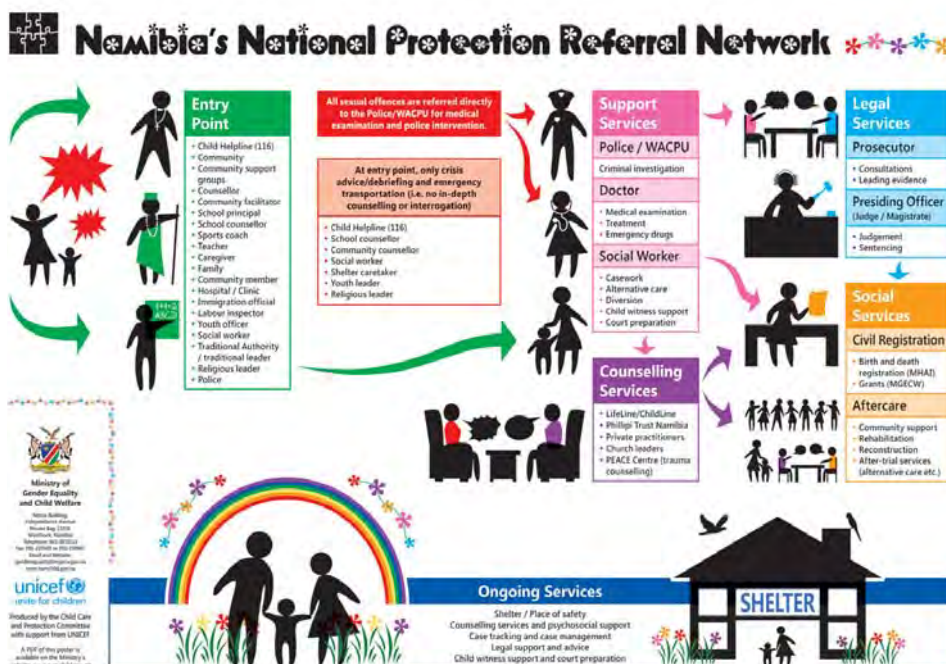 Namibia's National Protection Referral Network
Entry
Point
• Child Helpline (116)
• Community
• Community support
groups
• Counsellor
• Community facilitator
• School principal
• School counsellor
• Sports coach
• Teacher
• Caregiver
• Family
• Community member
• Hospital / Clinic
• Immigration official
• Labour inspector
• Youth officer
• Social worker
• Traditional Authority
/ traditional leader
• Religious leader
• Police
All sexual offences are referred directly
to the Police/WACPU for medical
examination and police intervention.
At entry point, only crisis
advice/debriefing and emergency
transportation (i.e. no in-depth
counselling or interrogation)
• Child Helpline (116)
• School counsellor
• Community counsellor
• Social worker
• Shelter caretaker
• Youth leader
• Religious leader
Support
Services
Police / WACPU
Criminal investigation
Doctor
• Medical examination
• Treatment
• Emergency drugs
Social Worker
• Casework
• Alternative care
• Diversion
• Child witness support
• Court preparation
Counselling
Services
• LifeLine/ChildLine
• Phillipi Trust Namibia
• Private practitioners
• Church leaders
• PEACE Centre (trauma
counselling)
Legal
Services
Prosecutor
• Consultations
• Leading evidence
Presiding Officer
(Judge / Magistrate)
• Judgement
• Sentencing
Social
Services
Civil Registration
• Birth and death
registration (MHAI)
• Grants (MGECW)
Aftercare
• Community support
• Rehabilitation
• Reconstruction
• After-trial services
(alternative care etc.)
Ministry of
Gender Equality
and Child Welfare
unicef
unite for children
Produced by the Child Care
and Protection Committee
with support from UNICEF
A PDF of this poster is
available on the Ministry's
Ongoing Services
Shelter / Place of safety
Counselling services and psychosocial support
Case tracking and case management
Legal support and advice
Child witness support and court preparation
SHELTER